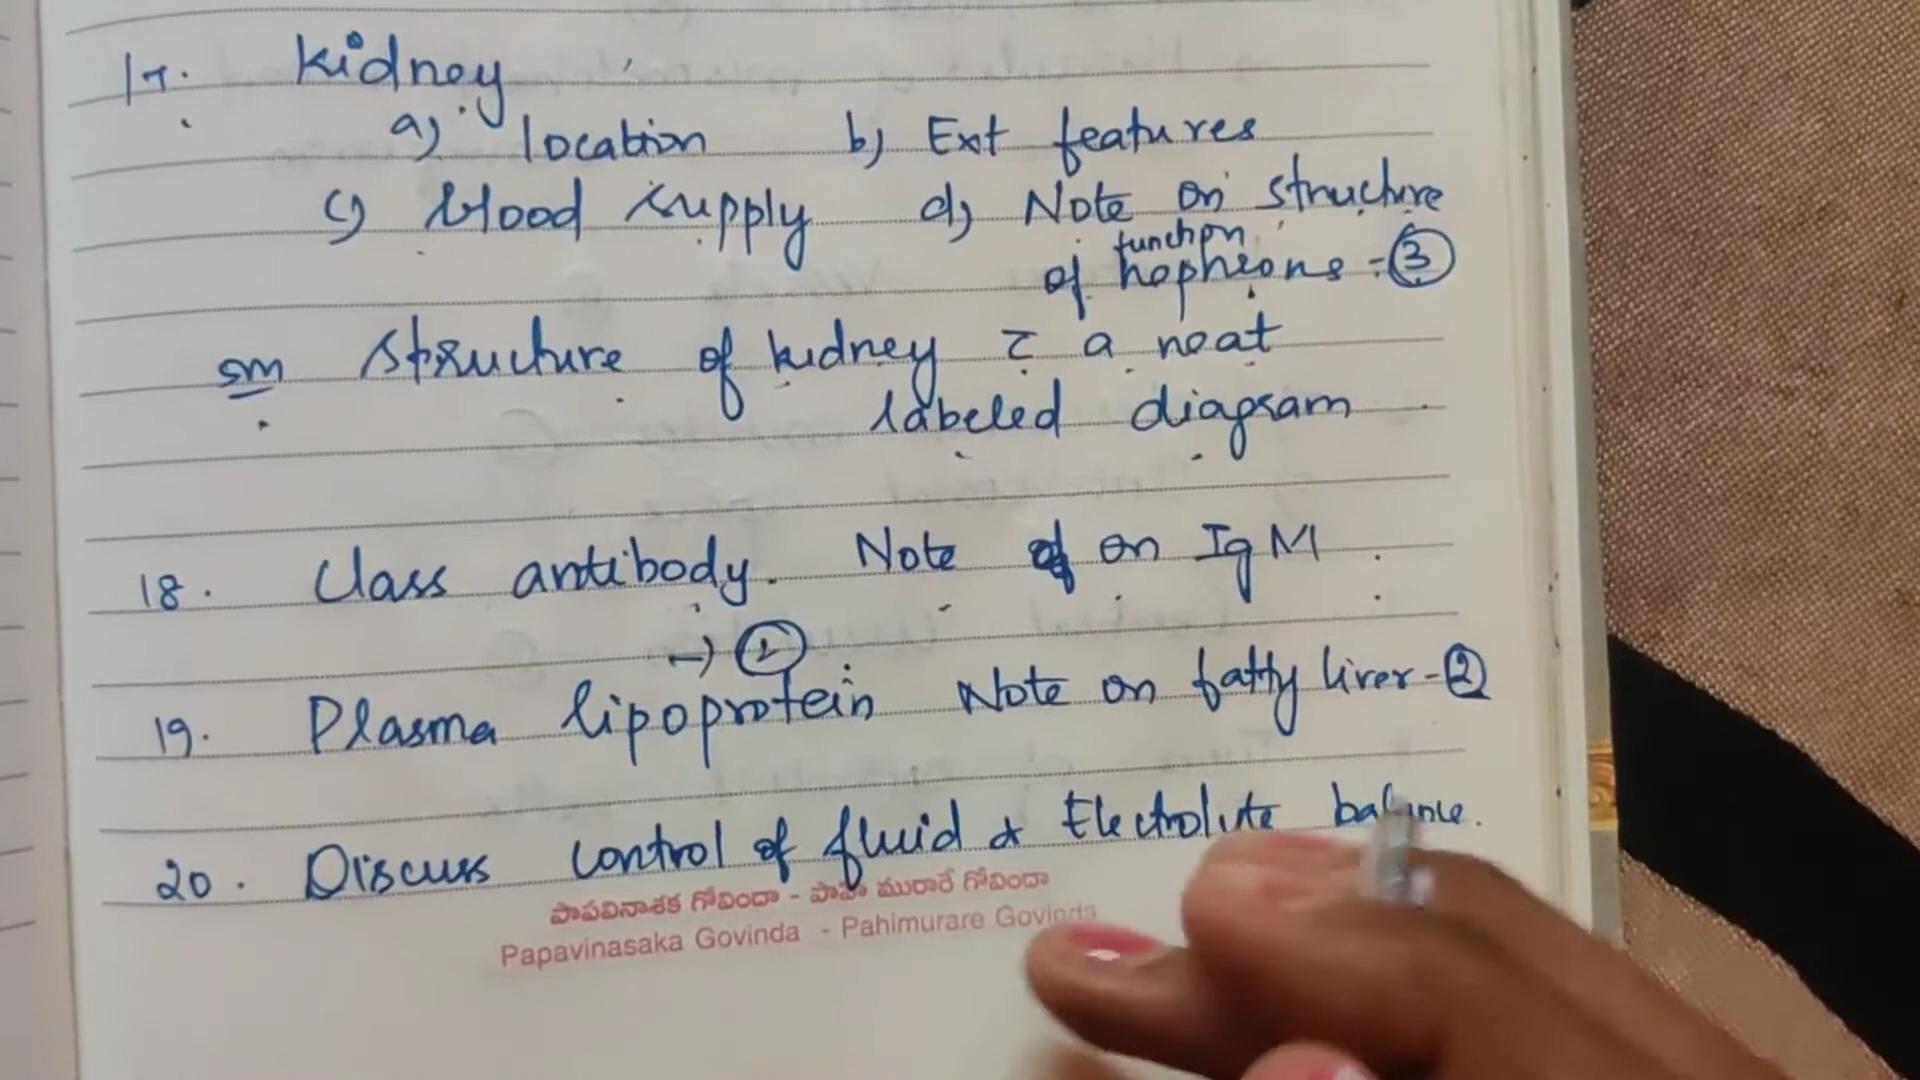 17. Kidney
a) location b) Ext features
c) blood supply d) Note on structure
function
of nephrons - 3
5m Structure of kidney c̄ a neat
labeled diagram
18. Class antibody. Note on IgM
→ 2
19. Plasma lipoprotein Note on fatty liver - 2
20. Discuss control of fluid & Electrolute balance.
పాపవినాశక గోవిందా - పాహి మురారే గోవిందా
Papavinasaka Govinda - Pahimurare Govinda